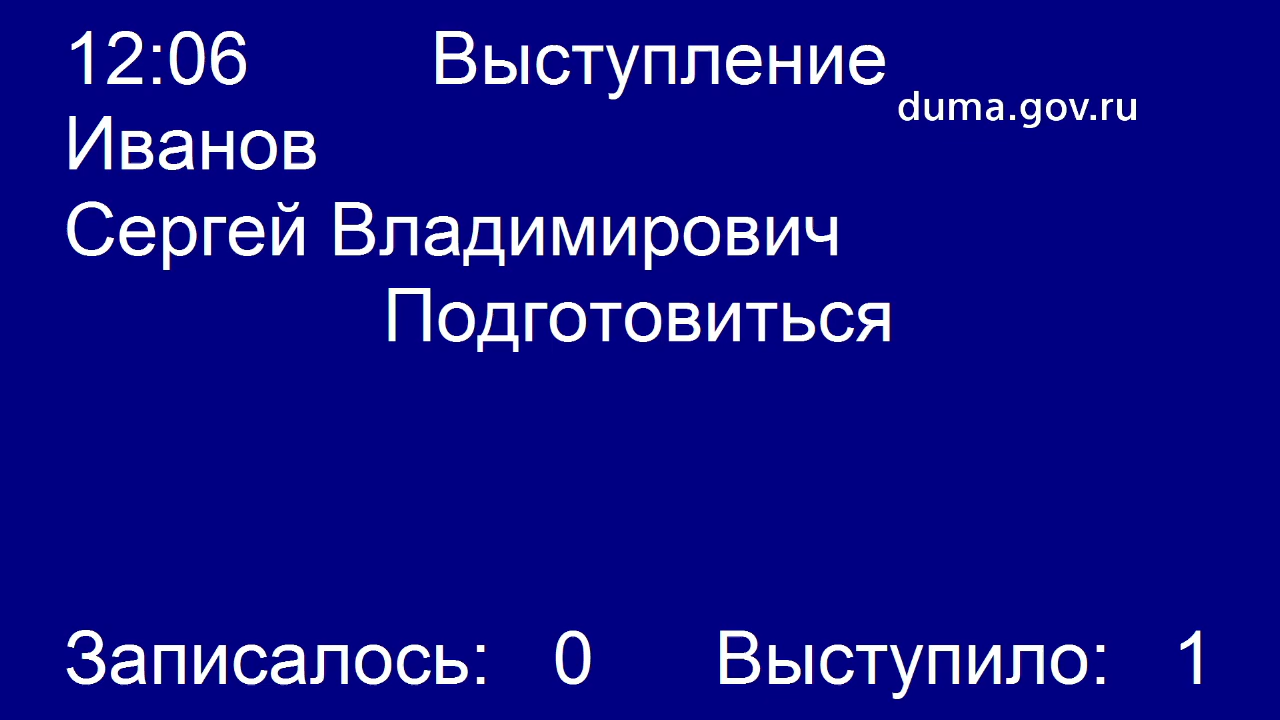 12:06 Выступление
duma.gov.ru
Иванов
Сергей Владимирович
Подготовиться
Записалось: 0 Выступило: 1